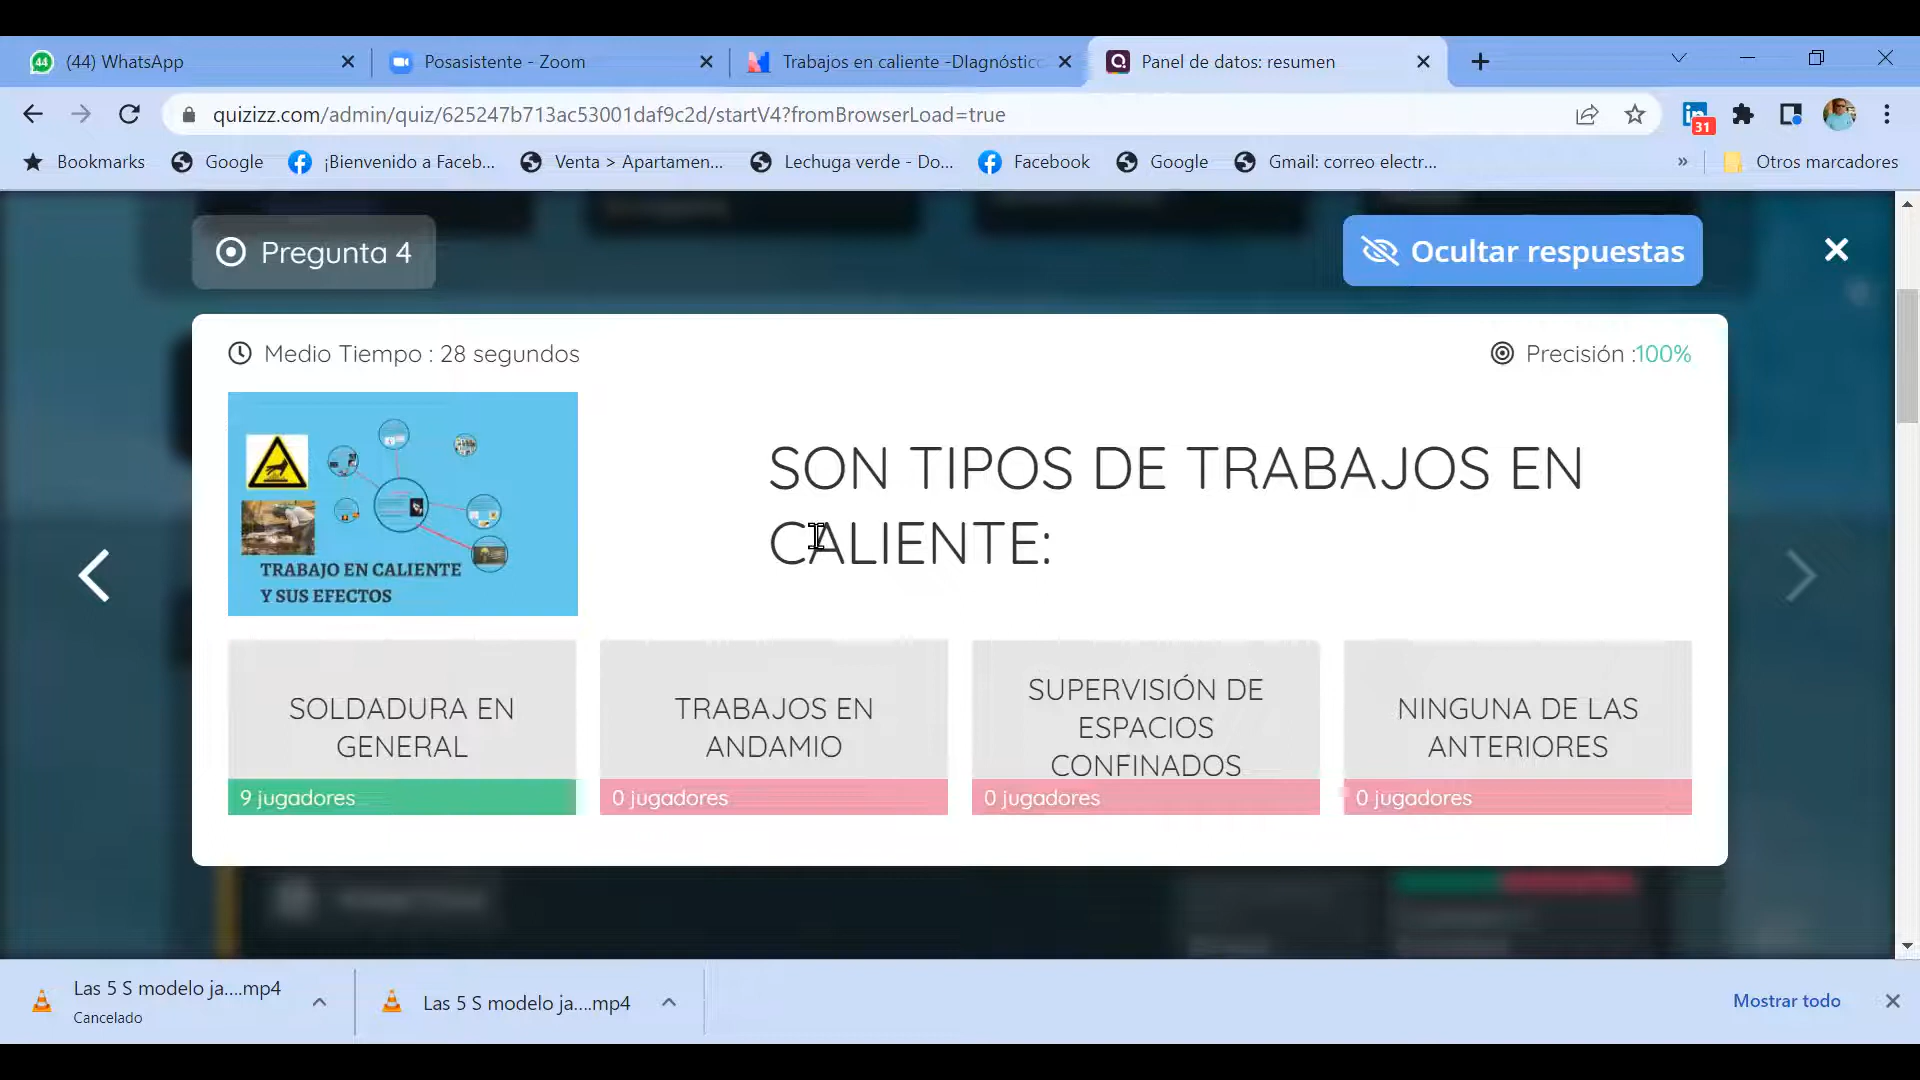 44 (44) WhatsApp
Posasistente - Zoom
Trabajos en caliente -DIagnóstico
Panel de datos: resumen
quizizz.com/admin/quiz/625247b713ac53001daf9c2d/startV4?fromBrowserLoad=true
31
Bookmarks
Google
¡Bienvenido a Faceb...
Venta > Apartamen...
Lechuga verde - Do...
Facebook
Google
Gmail: correo electr...
»
Otros marcadores
Pregunta 4
Ocultar respuestas
Medio Tiempo : 28 segundos
Precisión :100%
TRABAJO EN CALIENTE
Y SUS EFECTOS
SON TIPOS DE TRABAJOS EN
CALIENTE:
SOLDADURA EN
GENERAL
9 jugadores
TRABAJOS EN
ANDAMIO
0 jugadores
SUPERVISIÓN DE
ESPACIOS
CONFINADOS
0 jugadores
NINGUNA DE LAS
ANTERIORES
0 jugadores
Las 5 S modelo ja....mp4
Cancelado
Las 5 S modelo ja....mp4
Mostrar todo